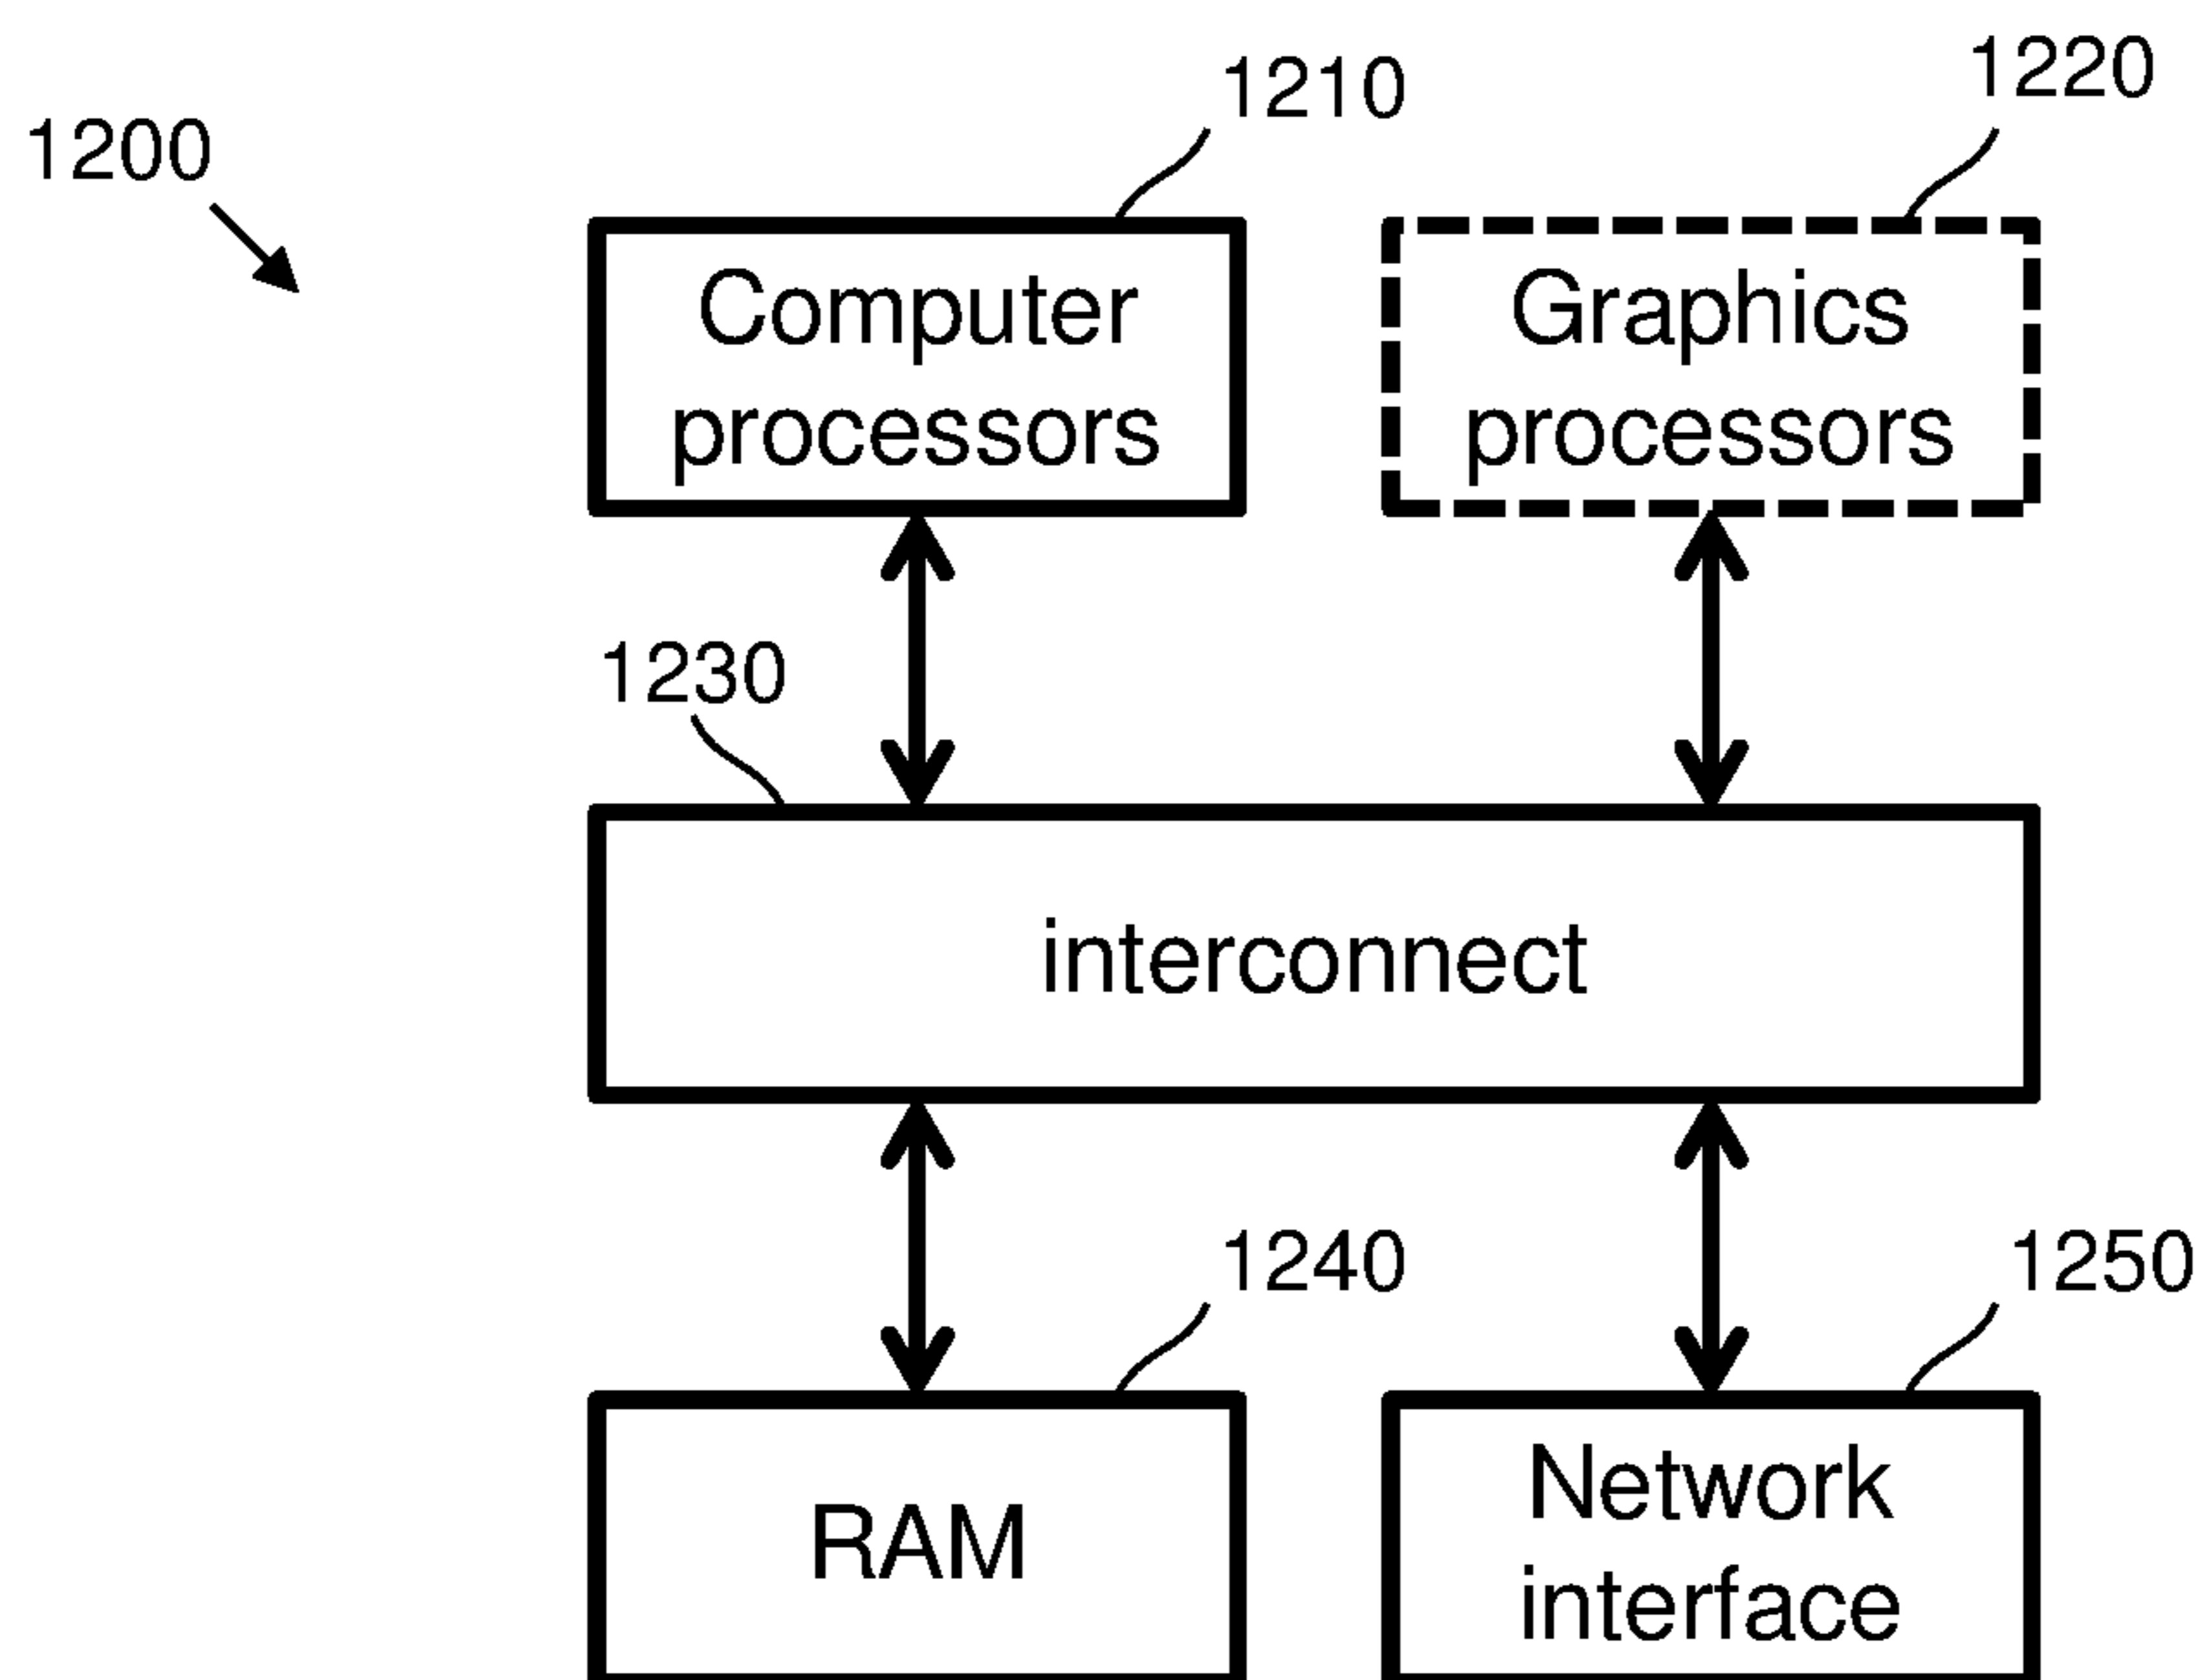 1200
1210
1220
Computer
processors
Graphics
processors
1230
interconnect
1240
1250
RAM
Network
interface